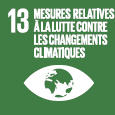 13 MESURES RELATIVES
À LA LUTTE CONTRE
LES CHANGEMENTS
CLIMATIQUES